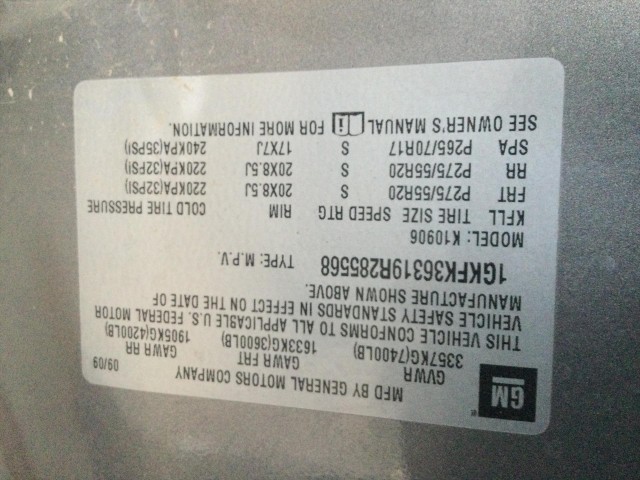 GM
MFD BY GENERAL MOTORS COMPANY 09/09
GVWR GAWR FRT GAWR RR
3357KG(7400LB) 1633KG(3600LB) 1905KG(4200LB)
THIS VEHICLE CONFORMS TO ALL APPLICABLE U.S. FEDERAL MOTOR
VEHICLE SAFETY STANDARDS IN EFFECT ON THE DATE OF
MANUFACTURE SHOWN ABOVE.
1GKFK36319R285568 TYPE: M.P.V.
MODEL: K10906
KFLL TIRE SIZE SPEED RTG RIM COLD TIRE PRESSURE
FRT P275/55R20 S 20X8.5J 220KPA(32PSI)
RR P275/55R20 S 20X8.5J 220KPA(32PSI)
SPA P265/70R17 S 17X7J 240KPA(35PSI)
SEE OWNER'S MANUAL FOR MORE INFORMATION.